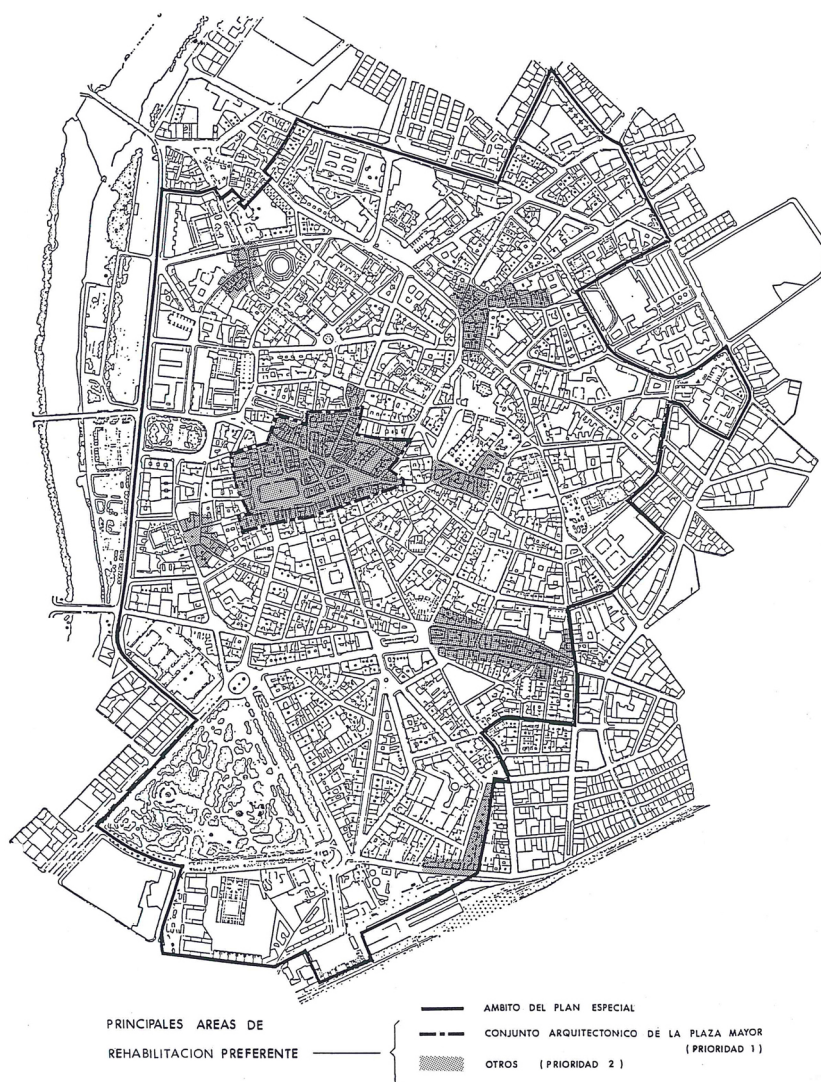 PRINCIPALES AREAS DE
REHABILITACION PREFERENTE
AMBITO DEL PLAN ESPECIAL
CONJUNTO ARQUITECTONICO DE LA PLAZA MAYOR
(PRIORIDAD 1)
OTROS (PRIORIDAD 2)